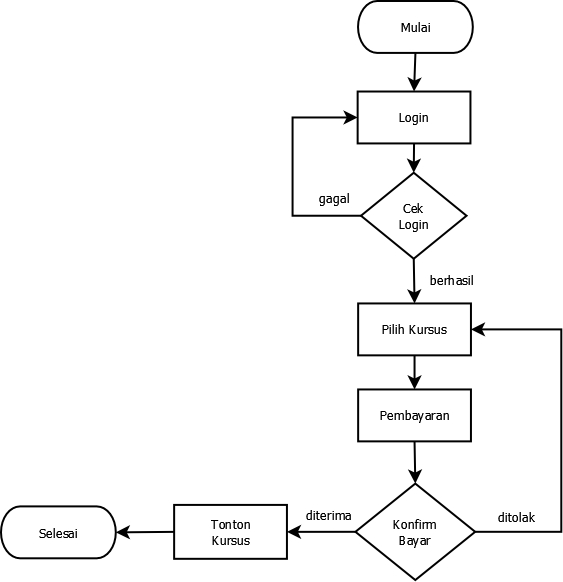 Mulai
Login
gagal
Cek
Login
berhasil
Pilih Kursus
Pembayaran
Selesai
Tonton
Kursus
diterima
Konfirm
Bayar
ditolak